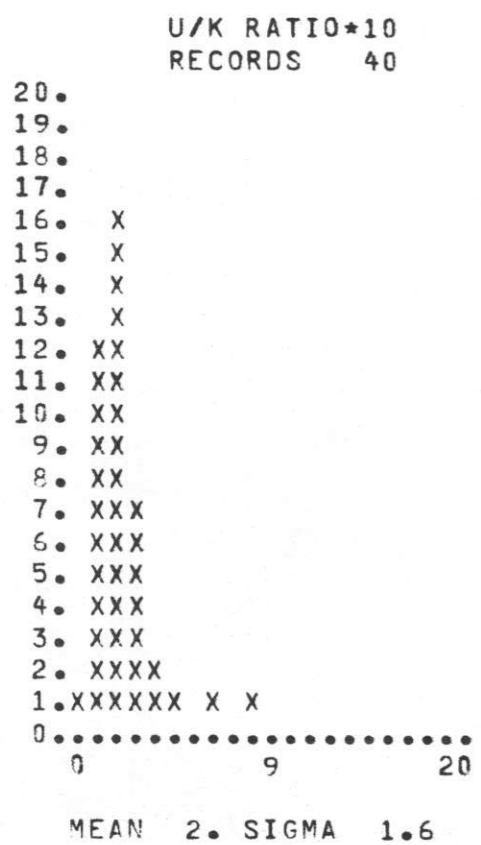 U/K RATIO*10
RECORDS   40
20.
19.
18.
17.
16.  X
15.  X
14.  X
13.  X
12. XX
11. XX
10. XX
9. XX
8. XX
7. XXX
6. XXX
5. XXX
4. XXX
3. XXX
2. XXXX
1.XXXXXX X X
0......................
0         9         20
MEAN  2. SIGMA  1.6